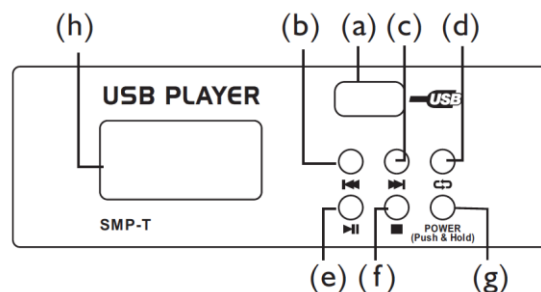 (h) (b) (a) (c) (d)
USB PLAYER
USB
SMP-T
POWER
(Push & Hold)
(e) (f) (g)